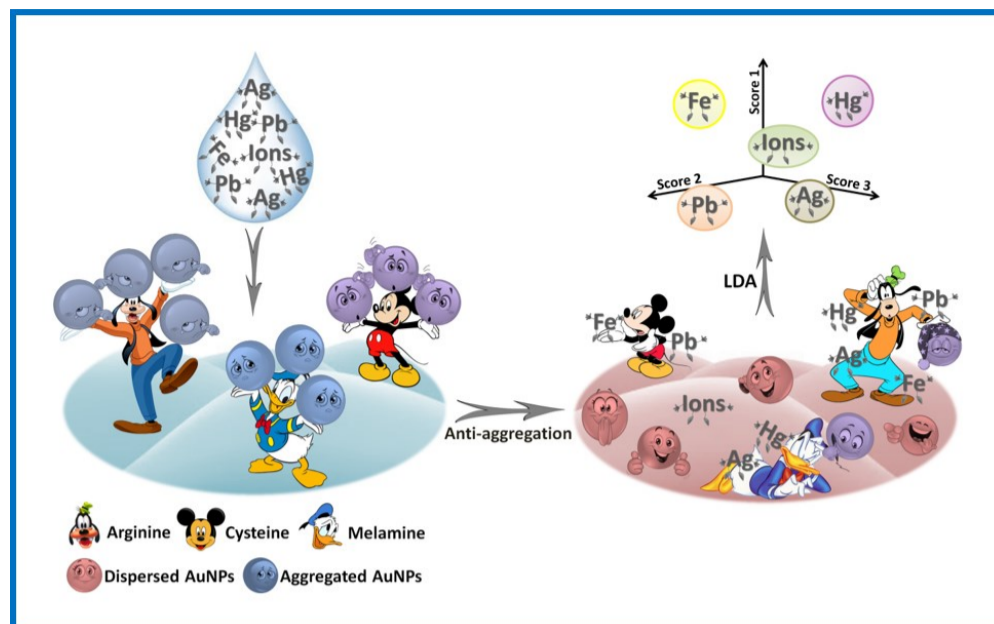 Ag
Hg Pb
Fe Ions
Pb Hg
Ag
Score 1
Fe Hg
Ions
Score 2 Score 3
Pb Ag
LDA
Anti-aggregation
Fe
Pb
Hg Pb
Ag
Fe
Ions
Hg
Ag
Arginine Cysteine Melamine
Dispersed AuNPs Aggregated AuNPs